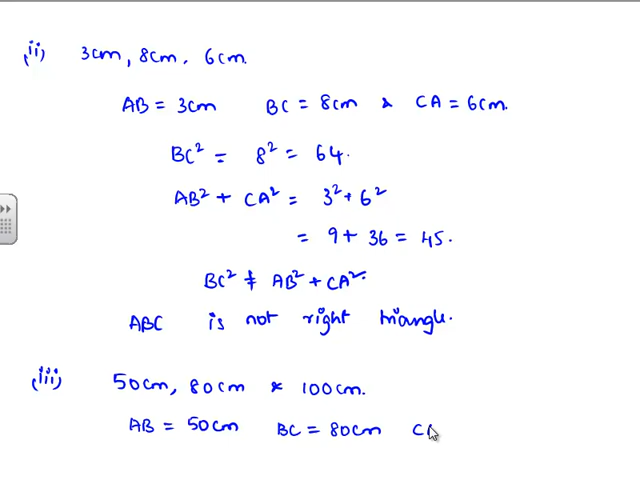 (ii) 3cm, 8cm, 6cm.
AB = 3cm BC = 8cm & CA = 6cm.
BC² = 8² = 64.
AB² + CA² = 3² + 6²
= 9 + 36 = 45.
BC² ≠ AB² + CA².
ABC is not right triangle.
(iii) 50cm, 80cm & 100cm.
AB = 50cm BC = 80cm CA